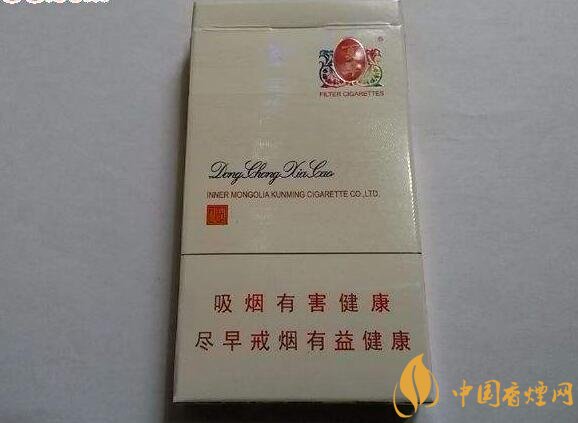 ®
FILTER CIGARETTES
Dong Chong Xia Cao
INNER MONGOLIA KUNMING CIGARETTE CO.,LTD.
吸烟有害健康
尽早戒烟有益健康
中国香煙网